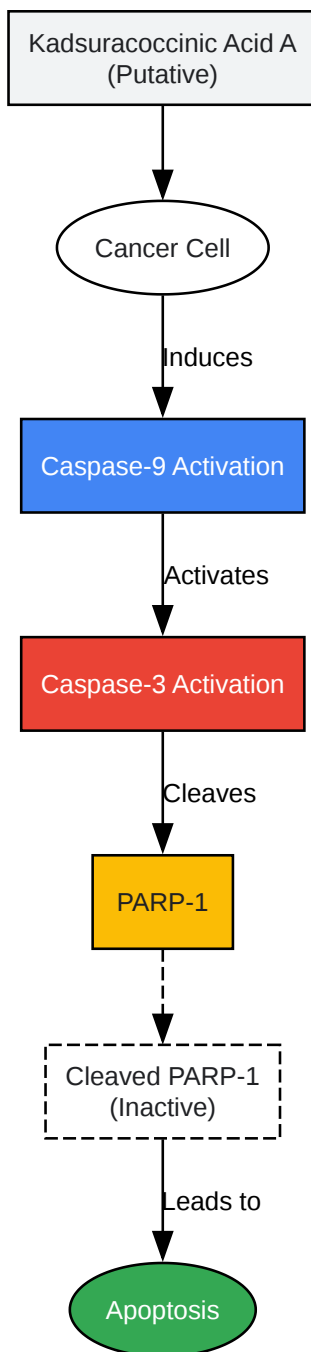 Kadsuracoccinic Acid A
(Putative)
Cancer Cell
Induces
Caspase-9 Activation
Activates
Caspase-3 Activation
Cleaves
PARP-1
Cleaved PARP-1
(Inactive)
Leads to
Apoptosis